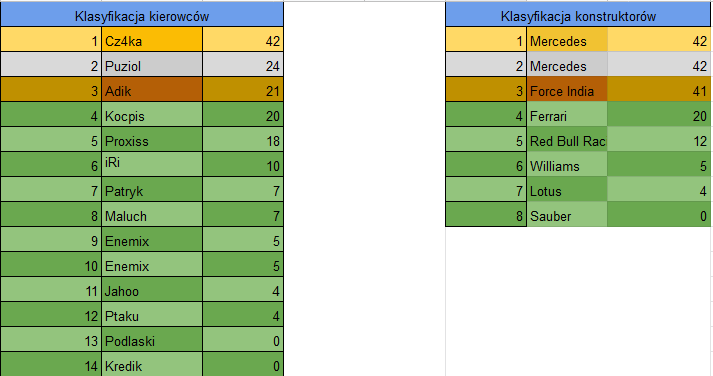 Klasyfikacja kierowców
1 Cz4ka 42
2 Puziol 24
3 Adik 21
4 Kocpis 20
5 Proxiss 18
6 iRi 10
7 Patryk 7
8 Maluch 7
9 Enemix 5
10 Enemix 5
11 Jahoo 4
12 Ptaku 4
13 Podlaski 0
14 Kredik 0
Klasyfikacja konstruktorów
1 Mercedes 42
2 Mercedes 42
3 Force India 41
4 Ferrari 20
5 Red Bull Raci 12
6 Williams 5
7 Lotus 4
8 Sauber 0